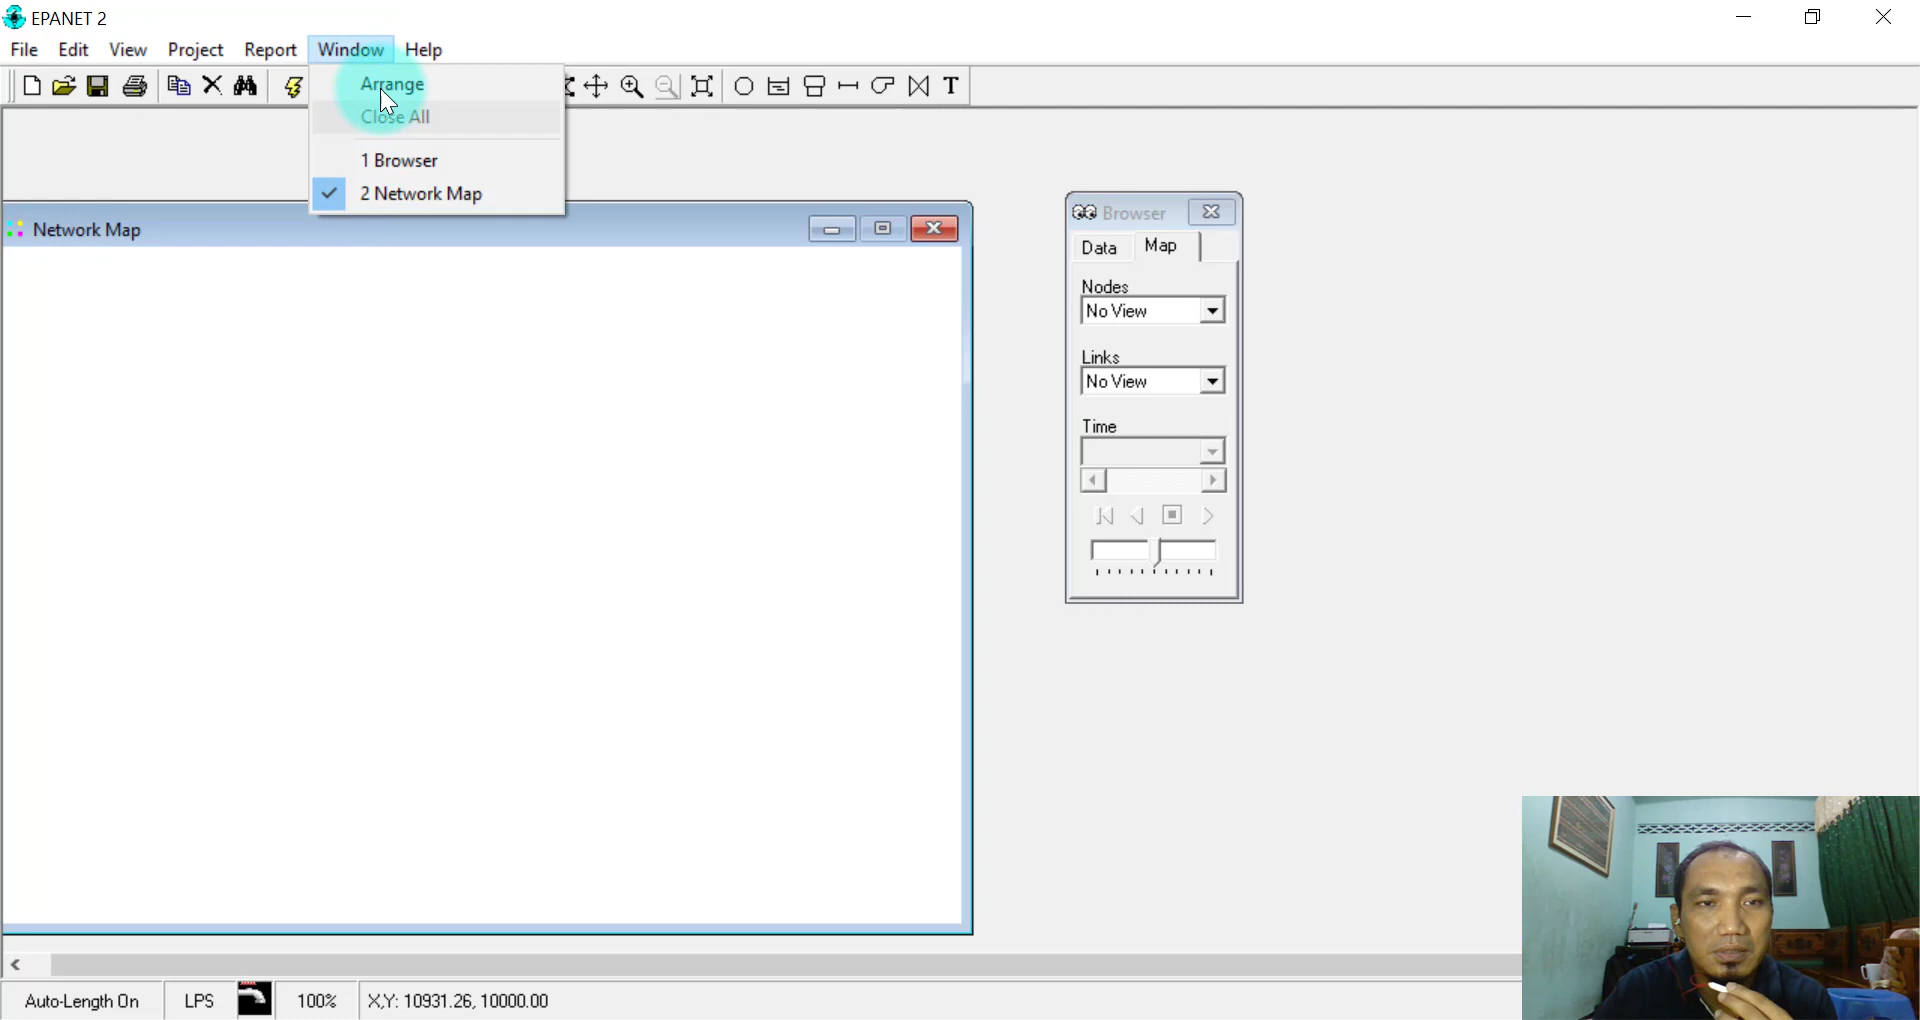 EPANET 2
File Edit View Project Report Window Help
T
Arrange
Close All
1 Browser
2 Network Map
Network Map
Browser
Data Map
Nodes
No View
Links
No View
Time
Auto-Length On LPS 100% X,Y: 10931.26, 10000.00